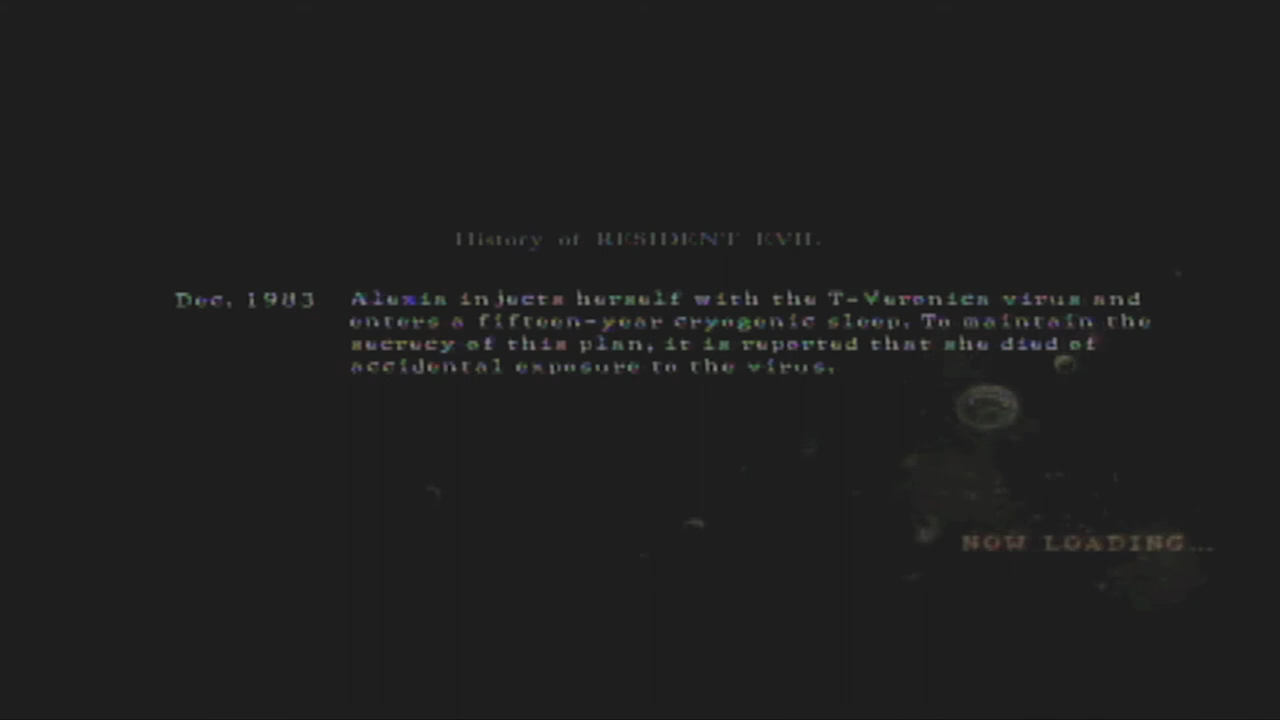 History of RESIDENT EVIL
Dec. 1983
Alexia injects herself with the T-Veronica virus and
enters a fifteen-year cryogenic sleep. To maintain the
secrecy of this plan, it is reported that she died of
accidental exposure to the virus.
NOW LOADING...